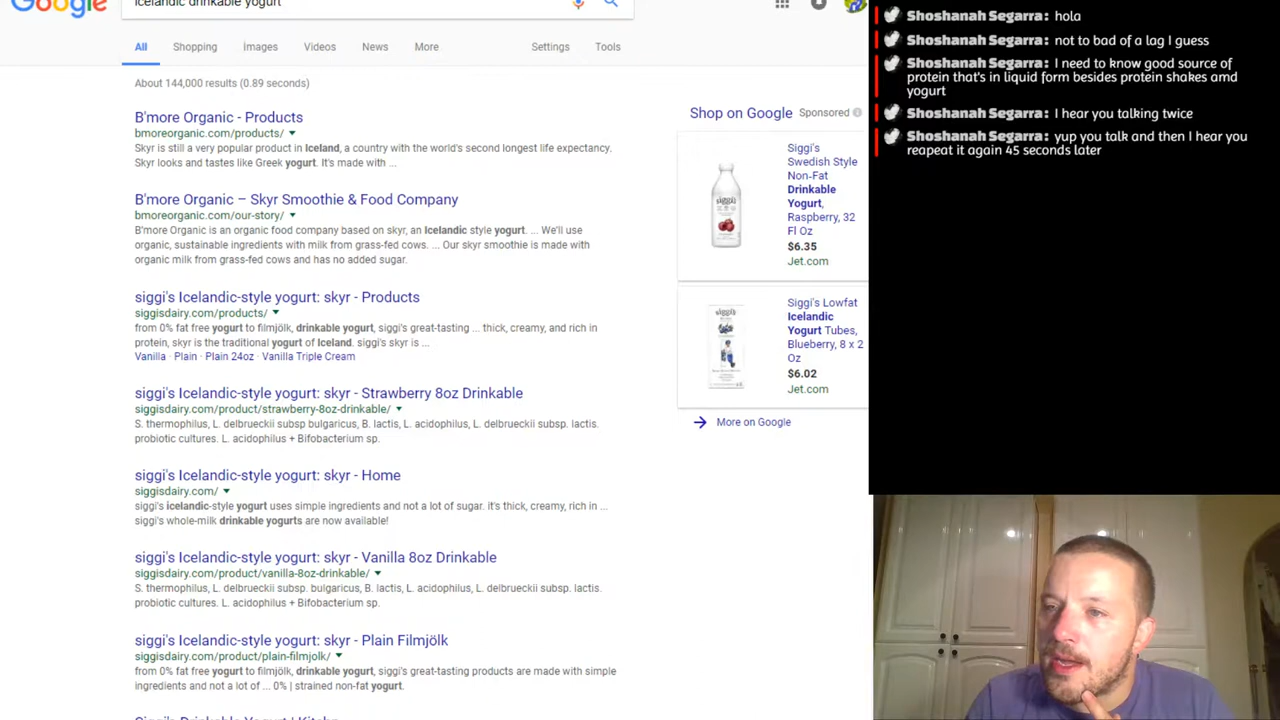 Google
icelandic drinkable yogurt
All Shopping Images Videos News More Settings Tools
About 144,000 results (0.89 seconds)
B'more Organic - Products
bmoreorganic.com/products/
Skyr is still a very popular product in Iceland, a country with the world's second longest life expectancy.
Skyr looks and tastes like Greek yogurt. It's made with ...
B'more Organic – Skyr Smoothie & Food Company
bmoreorganic.com/our-story/
B'more Organic is an organic food company based on skyr, an Icelandic style yogurt. ... We'll use
organic, sustainable ingredients with milk from grass-fed cows. ... Our skyr smoothie is made with
organic milk from grass-fed cows and has no added sugar.
siggi's Icelandic-style yogurt: skyr - Products
siggisdairy.com/products/
from 0% fat free yogurt to filmjölk, drinkable yogurt, siggi's great-tasting ... thick, creamy, and rich in
protein, skyr is the traditional yogurt of Iceland. siggi's skyr is ...
Vanilla · Plain · Plain 24oz · Vanilla Triple Cream
siggi's Icelandic-style yogurt: skyr - Strawberry 8oz Drinkable
siggisdairy.com/product/strawberry-8oz-drinkable/
S. thermophilus, L. delbrueckii subsp bulgaricus, B. lactis, L. acidophilus, L. delbrueckii subsp. lactis.
probiotic cultures. L. acidophilus + Bifobacterium sp.
siggi's Icelandic-style yogurt: skyr - Home
siggisdairy.com/
siggi's icelandic-style yogurt uses simple ingredients and not a lot of sugar. it's thick, creamy, rich in ...
siggi's whole-milk drinkable yogurts are now available!
siggi's Icelandic-style yogurt: skyr - Vanilla 8oz Drinkable
siggisdairy.com/product/vanilla-8oz-drinkable/
S. thermophilus, L. delbrueckii subsp. bulgaricus, B. lactis, L. acidophilus, L. delbrueckii subsp. lactis.
probiotic cultures. L. acidophilus + Bifobacterium sp.
siggi's Icelandic-style yogurt: skyr - Plain Filmjölk
siggisdairy.com/product/plain-filmjolk/
from 0% fat free yogurt to filmjölk, drinkable yogurt, siggi's great-tasting products are made with simple
ingredients and not a lot of ... 0% | strained non-fat yogurt.
Siggi's Drinkable Yogurt | Kitchn
Shop on Google Sponsored
Siggi's
Swedish Style
Non-Fat
Drinkable
Yogurt,
Raspberry, 32
Fl Oz
$6.35
Jet.com
Siggi's Lowfat
Icelandic
Yogurt Tubes,
Blueberry, 8 x 2
Oz
$6.02
Jet.com
More on Google
Shoshanah Segarra: hola
Shoshanah Segarra: not to bad of a lag I guess
Shoshanah Segarra: I need to know good source of
protein that's in liquid form besides protein shakes amd
yogurt
Shoshanah Segarra: I hear you talking twice
Shoshanah Segarra: yup you talk and then I hear you
reapeat it again 45 seconds later